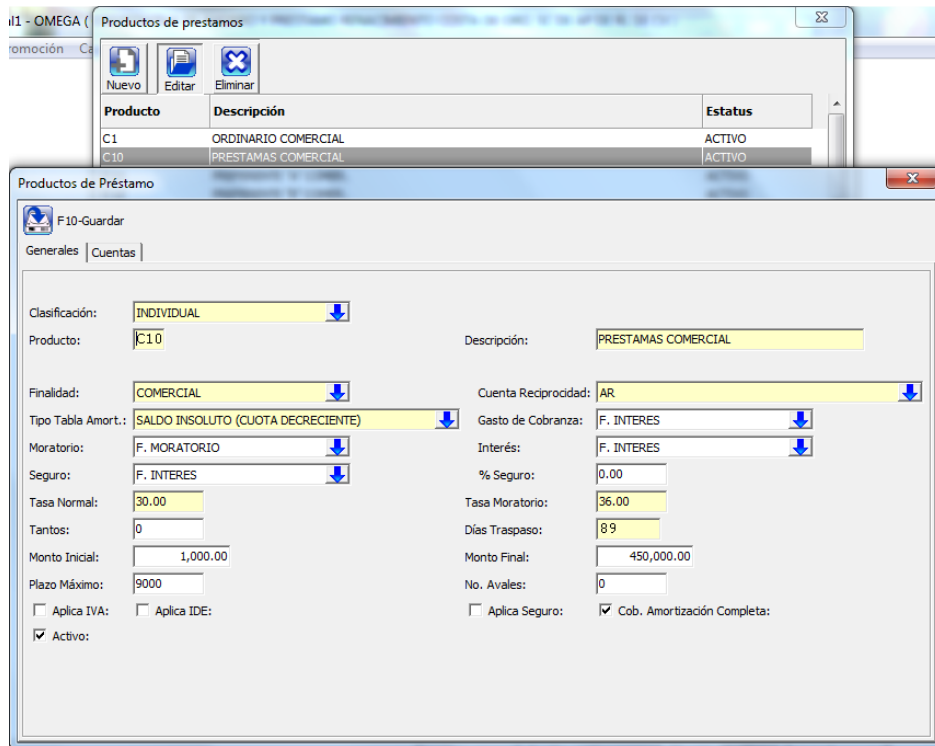 al1 - OMEGA (
Productos de prestamos
romoción Ca
Nuevo Editar Eliminar
Producto Descripción Estatus
C1 ORDINARIO COMERCIAL ACTIVO
C10 PRESTAMAS COMERCIAL ACTIVO
Productos de Préstamo
F10-Guardar
Generales Cuentas
Clasificación: INDIVIDUAL
Producto: C10 Descripción: PRESTAMAS COMERCIAL
Finalidad: COMERCIAL Cuenta Reciprocidad: AR
Tipo Tabla Amort.: SALDO INSOLUTO (CUOTA DECRECIENTE) Gasto de Cobranza: F. INTERES
Moratorio: F. MORATORIO Interés: F. INTERES
Seguro: F. INTERES % Seguro: 0.00
Tasa Normal: 30.00 Tasa Moratorio: 36.00
Tantos: 0 Días Traspaso: 89
Monto Inicial: 1,000.00 Monto Final: 450,000.00
Plazo Máximo: 9000 No. Avales: 0
Aplica IVA: Aplica IDE: Aplica Seguro: Cob. Amortización Completa:
Activo: